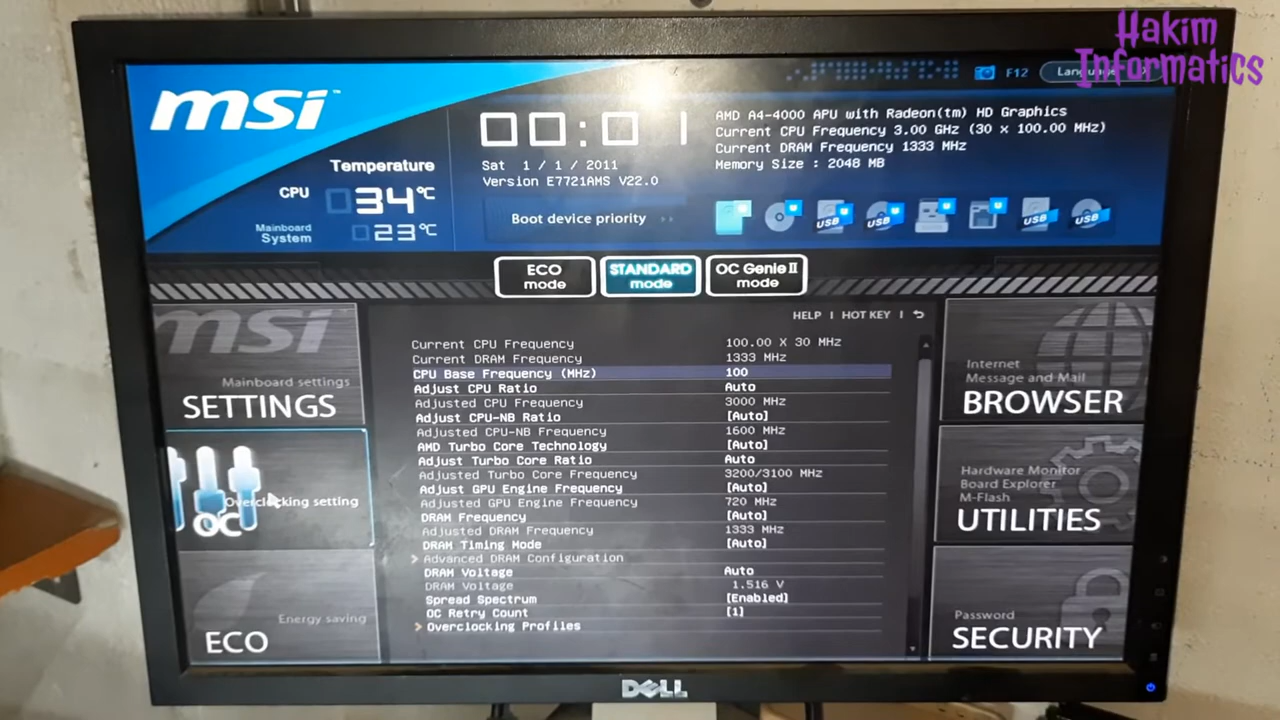 Hakim
Informatics
msi
F12
Temperature
CPU 34°C
Mainboard
System 23°C
00:01
Sat 1 / 1 / 2011
Version E7721AMS V22.0
Boot device priority
AMD A4-4000 APU with Radeon(tm) HD Graphics
Current CPU Frequency 3.00 GHz (30 x 100.00 MHz)
Current DRAM Frequency 1333 MHz
Memory Size : 2048 MB
USB USB USB USB
ECO
mode
STANDARD
mode
OC Genie II
mode
HELP | HOT KEY |
msi
Mainboard settings
SETTINGS
Overclocking setting
OC
Energy saving
ECO
Current CPU Frequency 100.00 X 30 MHz
Current DRAM Frequency 1333 MHz
CPU Base Frequency (MHz) 100
Adjust CPU Ratio Auto
Adjusted CPU Frequency 3000 MHz
Adjust CPU-NB Ratio [Auto]
Adjusted CPU-NB Frequency 1600 MHz
AMD Turbo Core Technology [Auto]
Adjust Turbo Core Ratio Auto
Adjusted Turbo Core Frequency 3200/3100 MHz
Adjust GPU Engine Frequency [Auto]
Adjusted GPU Engine Frequency 720 MHz
DRAM Frequency [Auto]
Adjusted DRAM Frequency 1333 MHz
DRAM Timing Mode [Auto]
> Advanced DRAM Configuration
DRAM Voltage Auto
DRAM Voltage 1.516 V
Spread Spectrum [Enabled]
OC Retry Count [1]
> Overclocking Profiles
Internet
Message and Mail
BROWSER
Hardware Monitor
Board Explorer
M-Flash
UTILITIES
Password
SECURITY
DELL